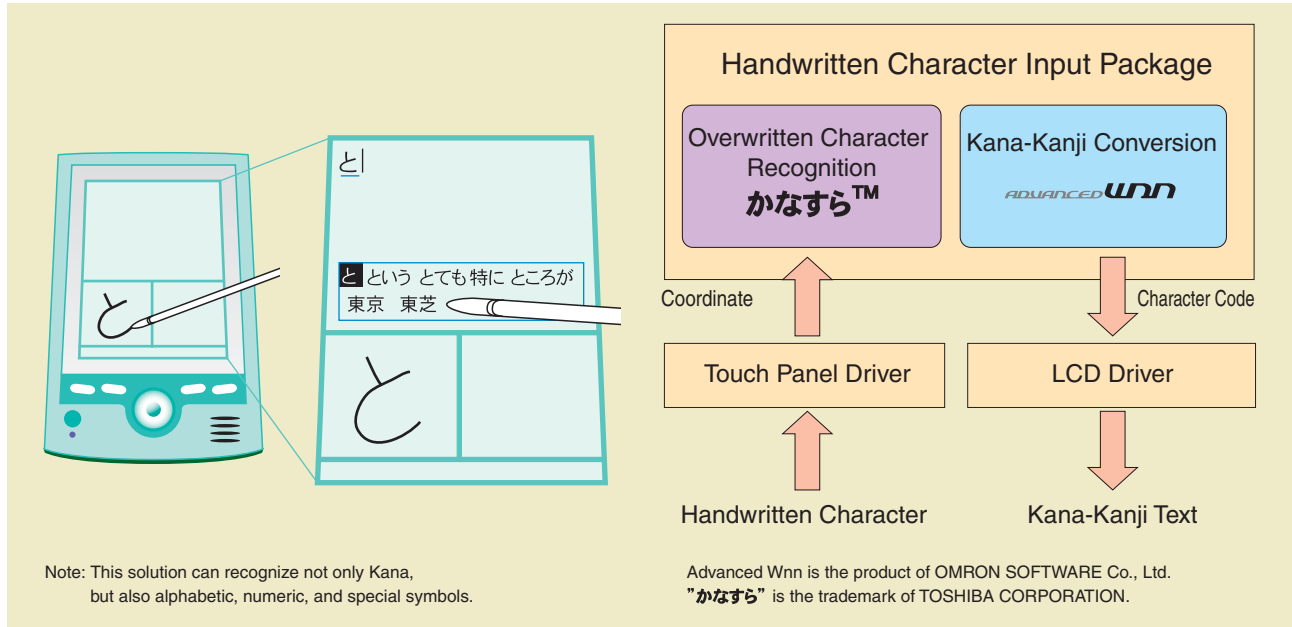 と
と という とても 特に ところが
東京 東芝
と
と
Note: This solution can recognize not only Kana,
but also alphabetic, numeric, and special symbols.
Handwritten Character Input Package
Overwritten Character
Recognition
かなすら™
Kana-Kanji Conversion
ADVANCED Wnn
Coordinate
Character Code
Touch Panel Driver
LCD Driver
Handwritten Character
Kana-Kanji Text
Advanced Wnn is the product of OMRON SOFTWARE Co., Ltd.
"かなすら" is the trademark of TOSHIBA CORPORATION.